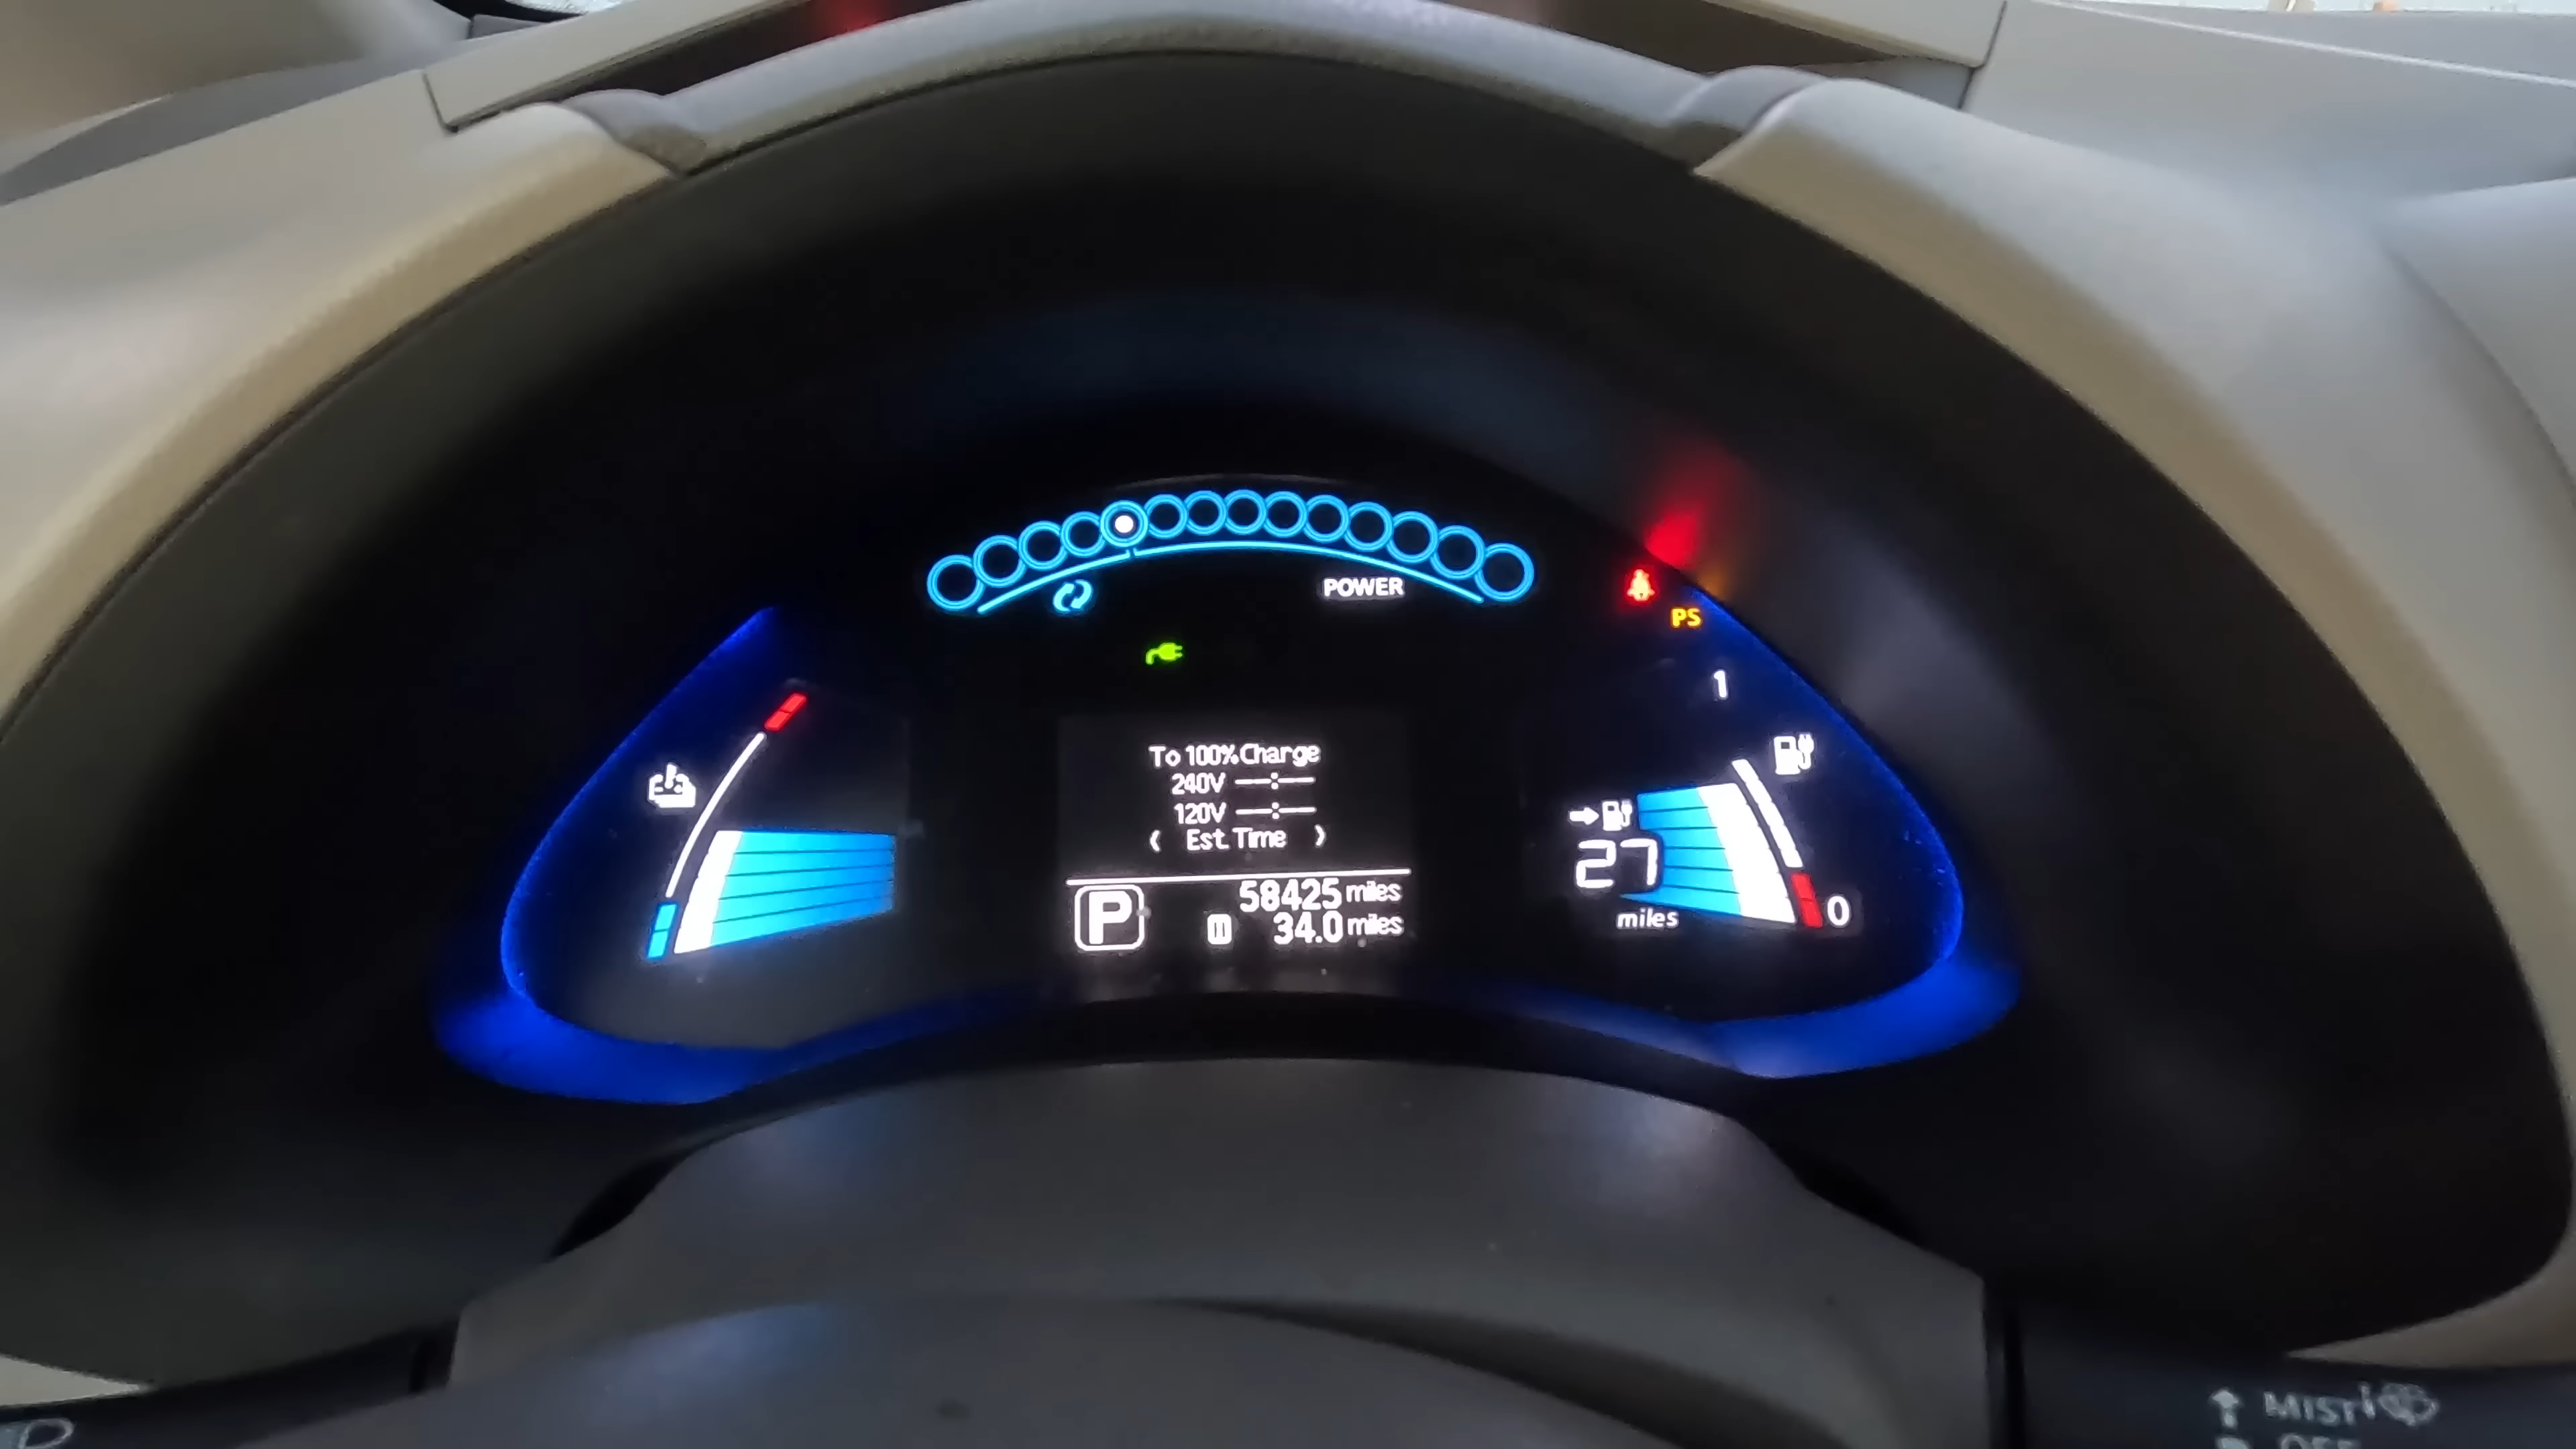 POWER
PS
1
To 100% Charge
240V --:--
120V --:--
‹ Est. Time ›
27
miles
0
P
58425 miles
34.0 miles
MIST